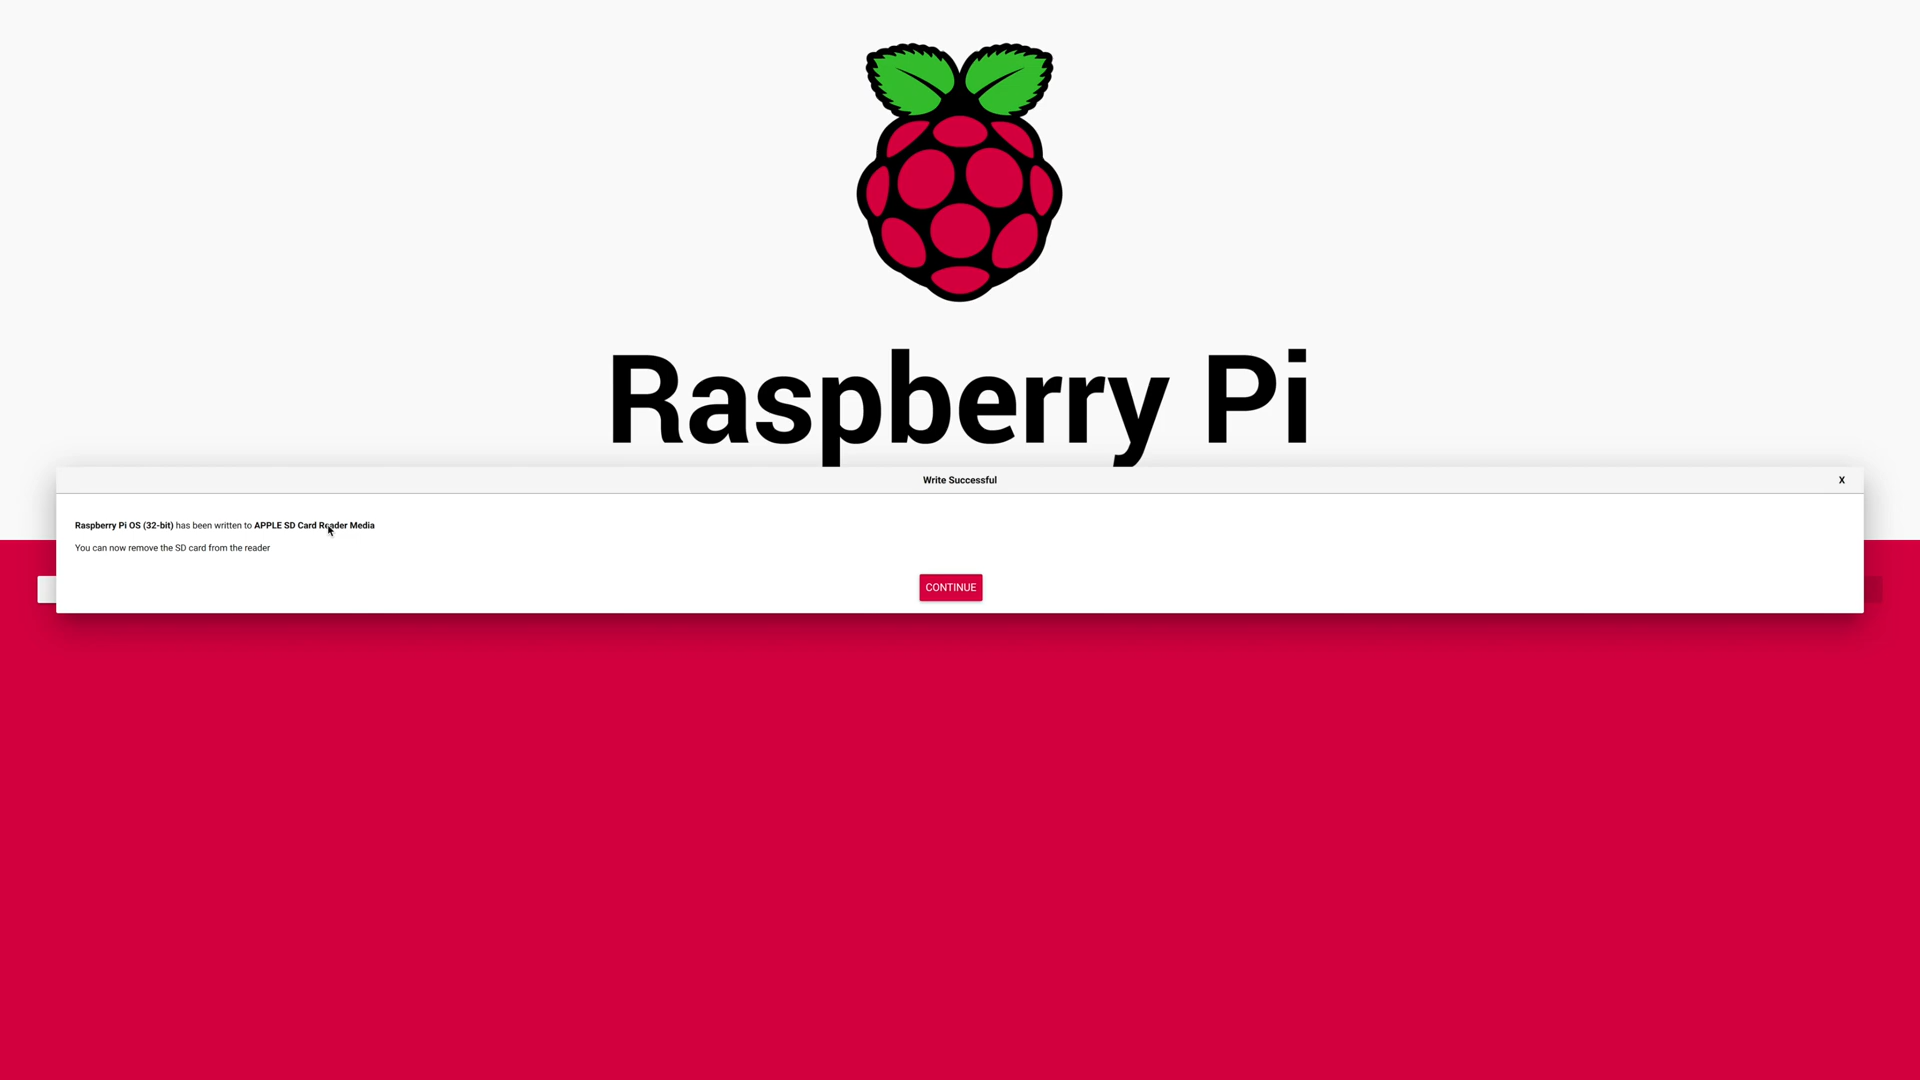 Raspberry Pi
Write Successful
X
Raspberry Pi OS (32-bit) has been written to APPLE SD Card Reader Media
You can now remove the SD card from the reader
CONTINUE